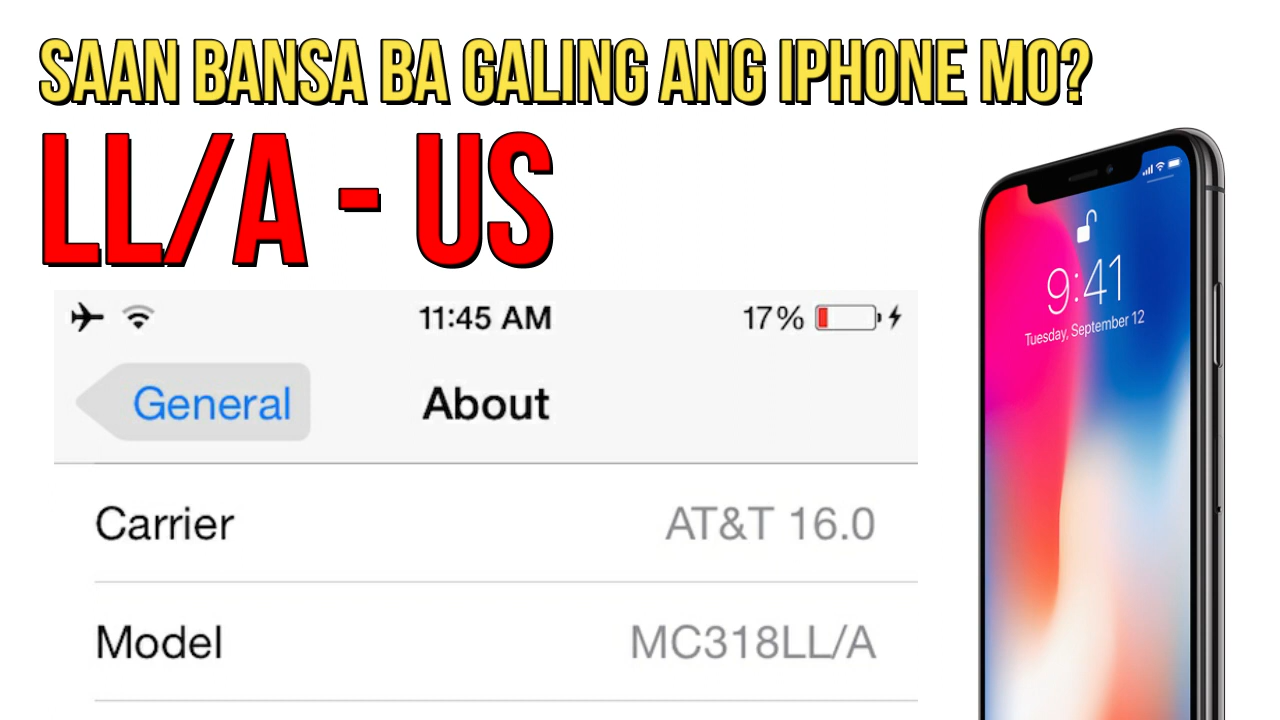 SAAN BANSA BA GALING ANG IPHONE MO?
LL/A - US
11:45 AM 17%
General About
Carrier AT&T 16.0
Model MC318LL/A
9:41
Tuesday, September 12